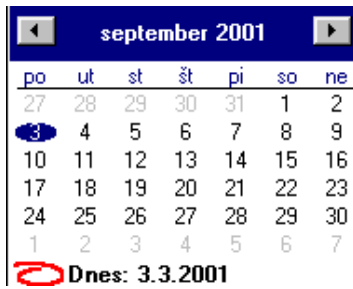 september 2001
po ut st št pi so ne
27 28 29 30 31 1 2
3 4 5 6 7 8 9
10 11 12 13 14 15 16
17 18 19 20 21 22 23
24 25 26 27 28 29 30
1 2 3 4 5 6 7
Dnes: 3.3.2001